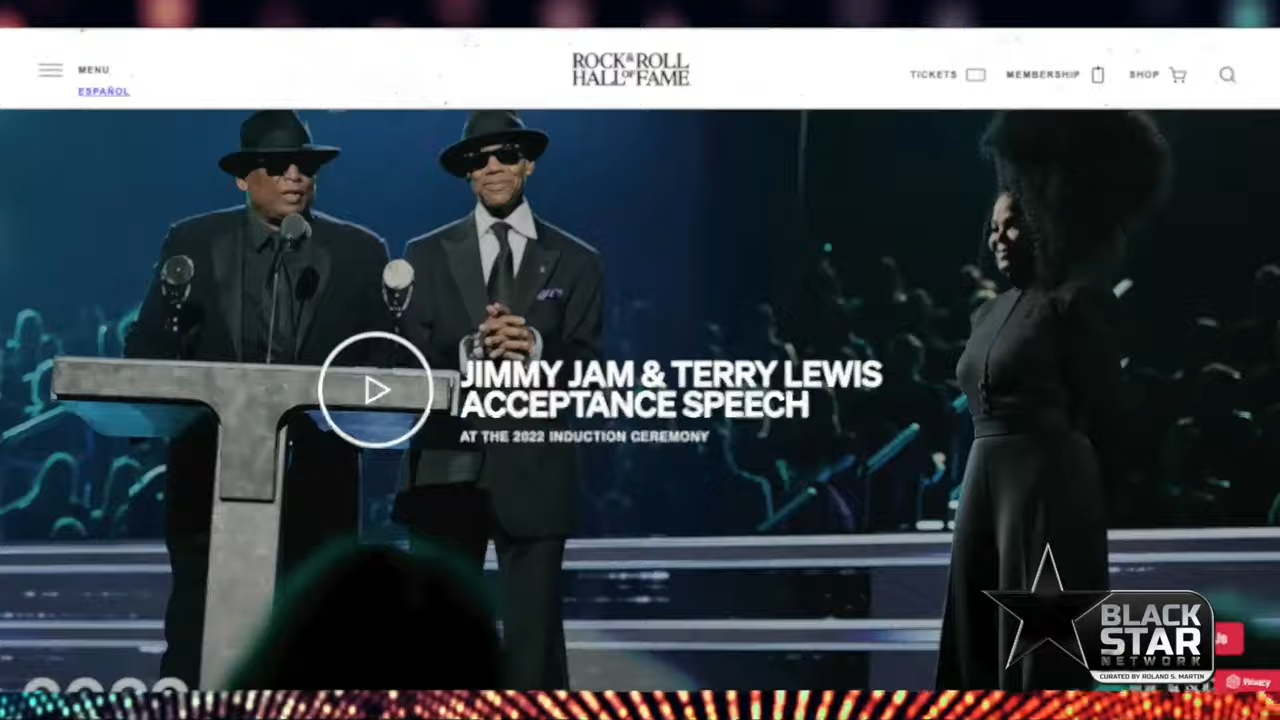 MENU
ESPAÑOL
ROCK & ROLL
HALL OF FAME
TICKETS
MEMBERSHIP
SHOP
JIMMY JAM & TERRY LEWIS
ACCEPTANCE SPEECH
AT THE 2022 INDUCTION CEREMONY
BLACK
STAR
NETWORK
CURATED BY ROLAND S. MARTIN
Privacy